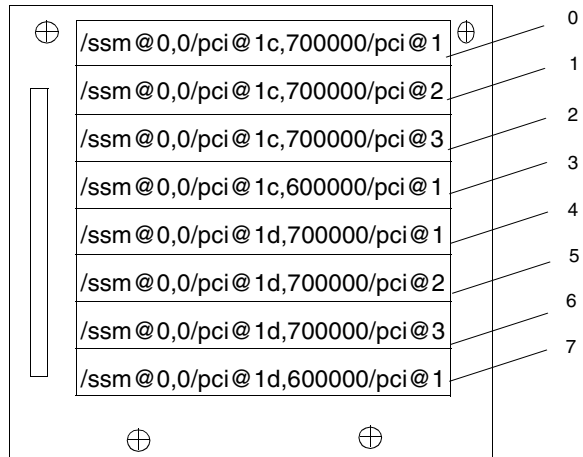 /ssm@0,0/pci@1c,700000/pci@1 0
/ssm@0,0/pci@1c,700000/pci@2 1
/ssm@0,0/pci@1c,700000/pci@3 2
/ssm@0,0/pci@1c,600000/pci@1 3
/ssm@0,0/pci@1d,700000/pci@1 4
/ssm@0,0/pci@1d,700000/pci@2 5
/ssm@0,0/pci@1d,700000/pci@3 6
/ssm@0,0/pci@1d,600000/pci@1 7